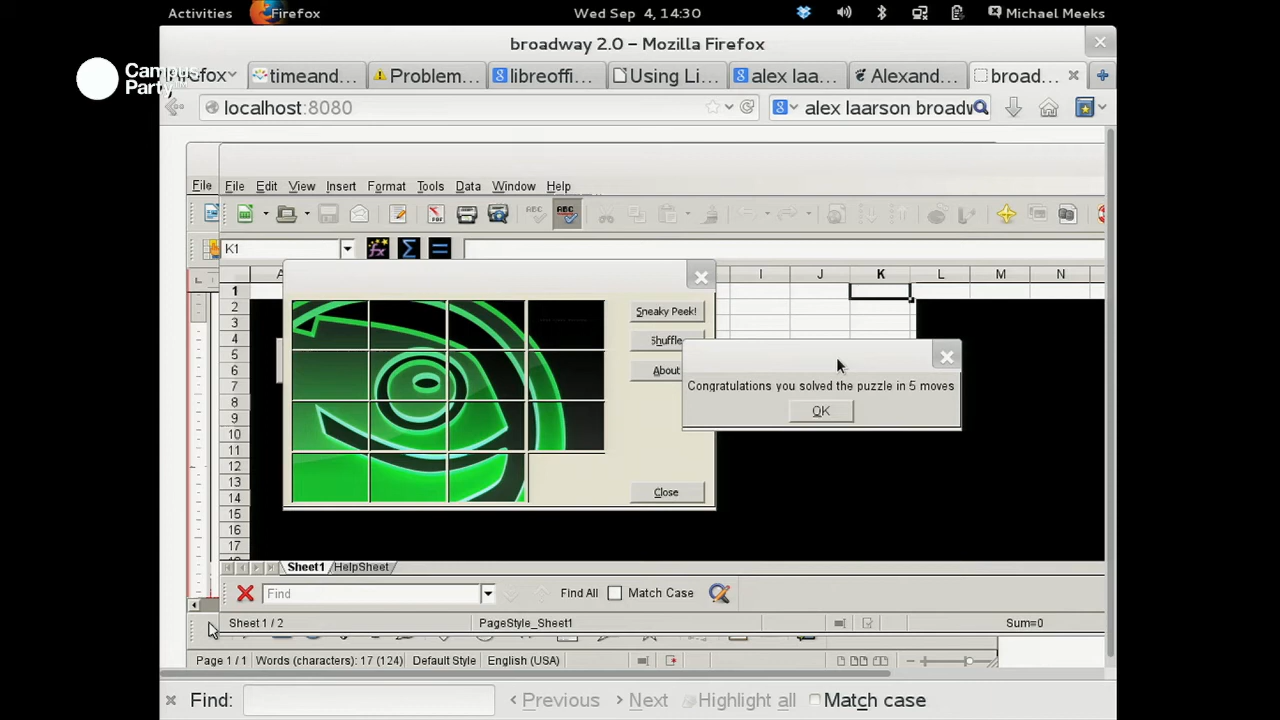 Activities Firefox Wed Sep 4, 14:30 Michael Meeks
broadway 2.0 – Mozilla Firefox
Campus
Party
Firefox timeand... Problem... libreoffi... Using Li... alex laa... Alexand... broad...
localhost:8080 alex laarson broadw
File File Edit View Insert Format Tools Data Window Help
K1
A I J K L M N
1
2
3
4
5
6
7
8
9
10
11
12
13
14
15
16
17
Sneaky Peek!
Shuffle
About
Close
Congratulations you solved the puzzle in 5 moves
OK
Sheet1 HelpSheet
Find Find All Match Case
Sheet 1 / 2 PageStyle_Sheet1 Sum=0
Page 1 / 1 Words (characters): 17 (124) Default Style English (USA)
Find: Previous Next Highlight all Match case